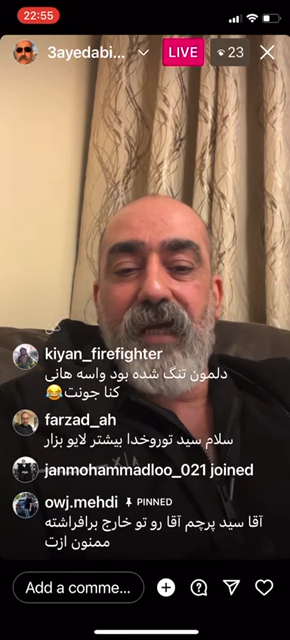 22:55
3ayedabi...
LIVE
23
kiyan_firefighter
دلمون تنگ شده بود واسه هانی
کنا جونت😂
farzad_ah
سلام سید توروخدا بیشتر لایو بزار
janmohammadloo_021 joined
owj.mehdi PINNED
آقا سید پرچم آقا رو تو خارج برافراشته
ممنون ازت
Add a comme...